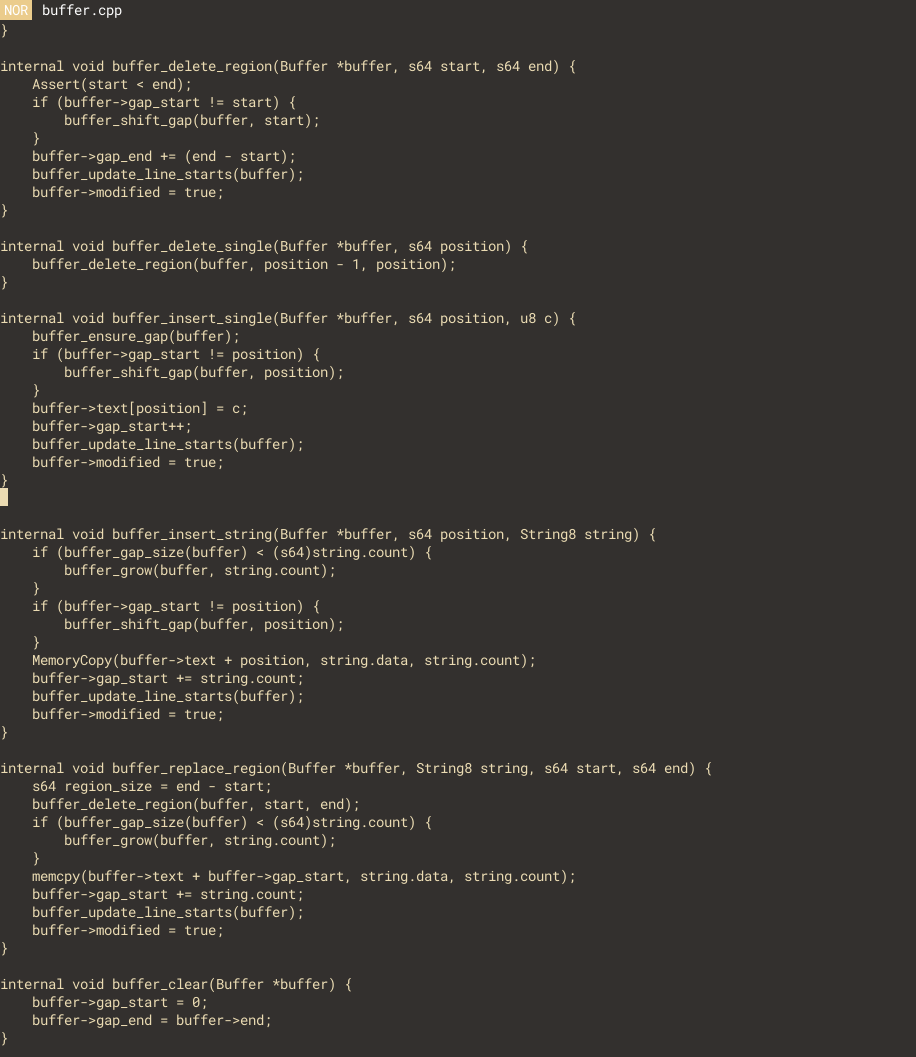 NOR buffer.cpp
}

internal void buffer_delete_region(Buffer *buffer, s64 start, s64 end) {
    Assert(start < end);
    if (buffer->gap_start != start) {
        buffer_shift_gap(buffer, start);
    }
    buffer->gap_end += (end - start);
    buffer_update_line_starts(buffer);
    buffer->modified = true;
}

internal void buffer_delete_single(Buffer *buffer, s64 position) {
    buffer_delete_region(buffer, position - 1, position);
}

internal void buffer_insert_single(Buffer *buffer, s64 position, u8 c) {
    buffer_ensure_gap(buffer);
    if (buffer->gap_start != position) {
        buffer_shift_gap(buffer, position);
    }
    buffer->text[position] = c;
    buffer->gap_start++;
    buffer_update_line_starts(buffer);
    buffer->modified = true;
}

internal void buffer_insert_string(Buffer *buffer, s64 position, String8 string) {
    if (buffer_gap_size(buffer) < (s64)string.count) {
        buffer_grow(buffer, string.count);
    }
    if (buffer->gap_start != position) {
        buffer_shift_gap(buffer, position);
    }
    MemoryCopy(buffer->text + position, string.data, string.count);
    buffer->gap_start += string.count;
    buffer_update_line_starts(buffer);
    buffer->modified = true;
}

internal void buffer_replace_region(Buffer *buffer, String8 string, s64 start, s64 end) {
    s64 region_size = end - start;
    buffer_delete_region(buffer, start, end);
    if (buffer_gap_size(buffer) < (s64)string.count) {
        buffer_grow(buffer, string.count);
    }
    memcpy(buffer->text + buffer->gap_start, string.data, string.count);
    buffer->gap_start += string.count;
    buffer_update_line_starts(buffer);
    buffer->modified = true;
}

internal void buffer_clear(Buffer *buffer) {
    buffer->gap_start = 0;
    buffer->gap_end = buffer->end;
}